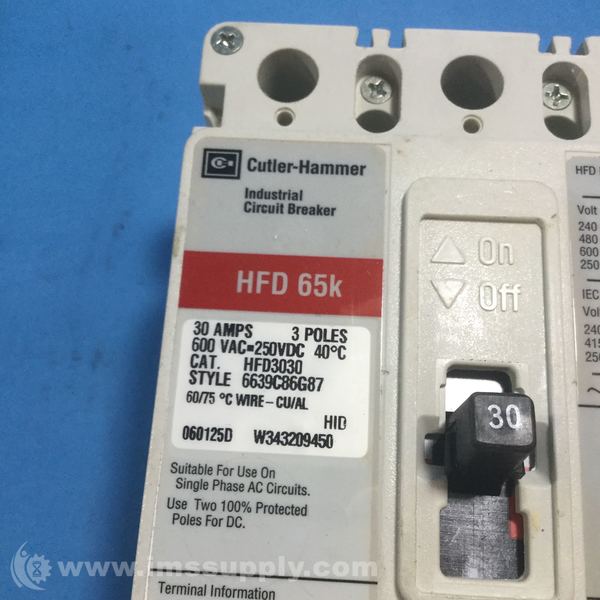 Cutler-Hammer
Industrial
Circuit Breaker
HFD 65k
30 AMPS 3 POLES
600 VAC=250VDC 40°C
CAT. HFD3030
STYLE 6639C86G87
60/75 °C WIRE-CU/AL
HID
060125D W343209450
Suitable For Use On
Single Phase AC Circuits.
Use Two 100% Protected
Poles For DC.
Terminal Information
On
Off
30
HFD
Volt
240
480
600
250
IEC
Volt
240
415
250
www.imssupply.com